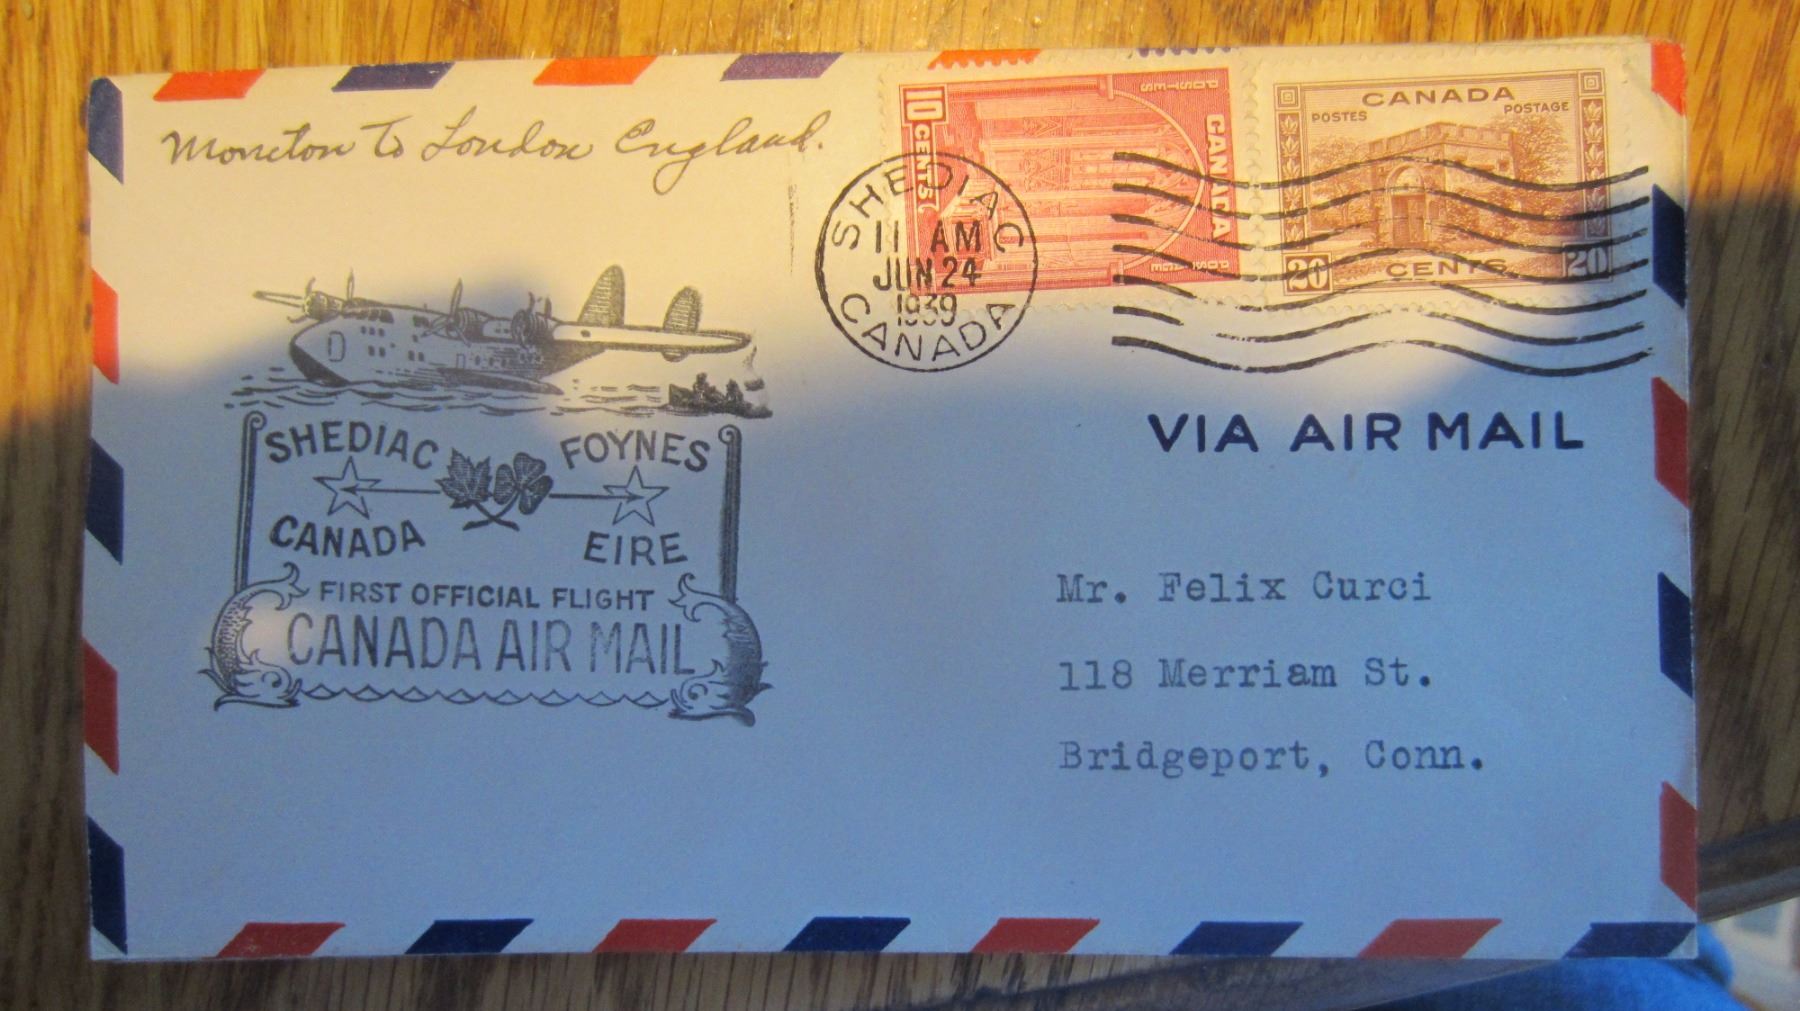 Moncton To London England.
10 CENTS
POSTES
CANADA
CANADA
POSTES POSTAGE
20 CENTS 20
SHEDIAC
11 AM
JUN 24
1939
CANADA
SHEDIAC FOYNES
CANADA EIRE
FIRST OFFICIAL FLIGHT
CANADA AIR MAIL
VIA AIR MAIL
Mr. Felix Curci
118 Merriam St.
Bridgeport, Conn.